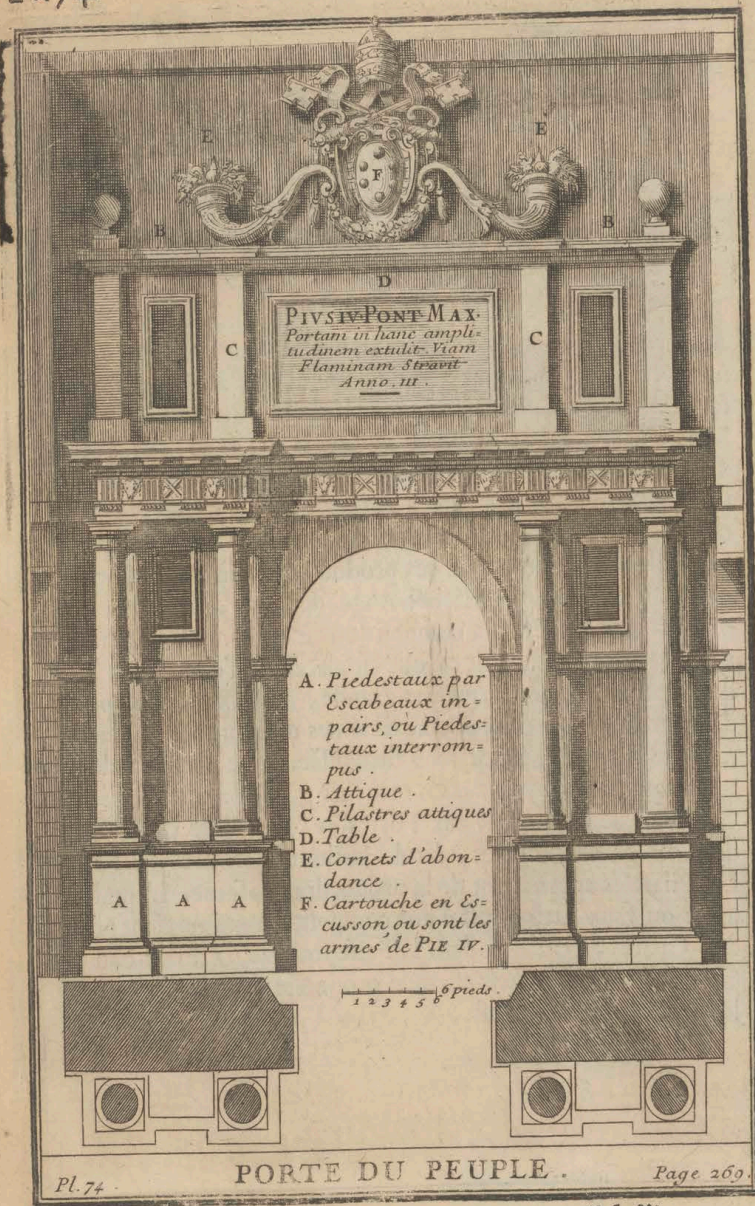 E
E
F
B
B
D
PIVS IV·PONT·MAX·
Portam in hanc ampli=
tudinem extulit. Viam
Flaminam Stravit
Anno. III.
C
C
A. Piedestaux par
Escabeaux im=
pairs, ou Piedes=
taux interrom=
pus.
B. Attique.
C. Pilastres attiques
D. Table.
E. Cornets d'abon=
dance.
F. Cartouche en Es=
cusson, ou sont les
armes de PIE IV.
A A A
6 pieds.
1 2 3 4 5 6
Pl. 74. PORTE DU PEUPLE. Page 269.